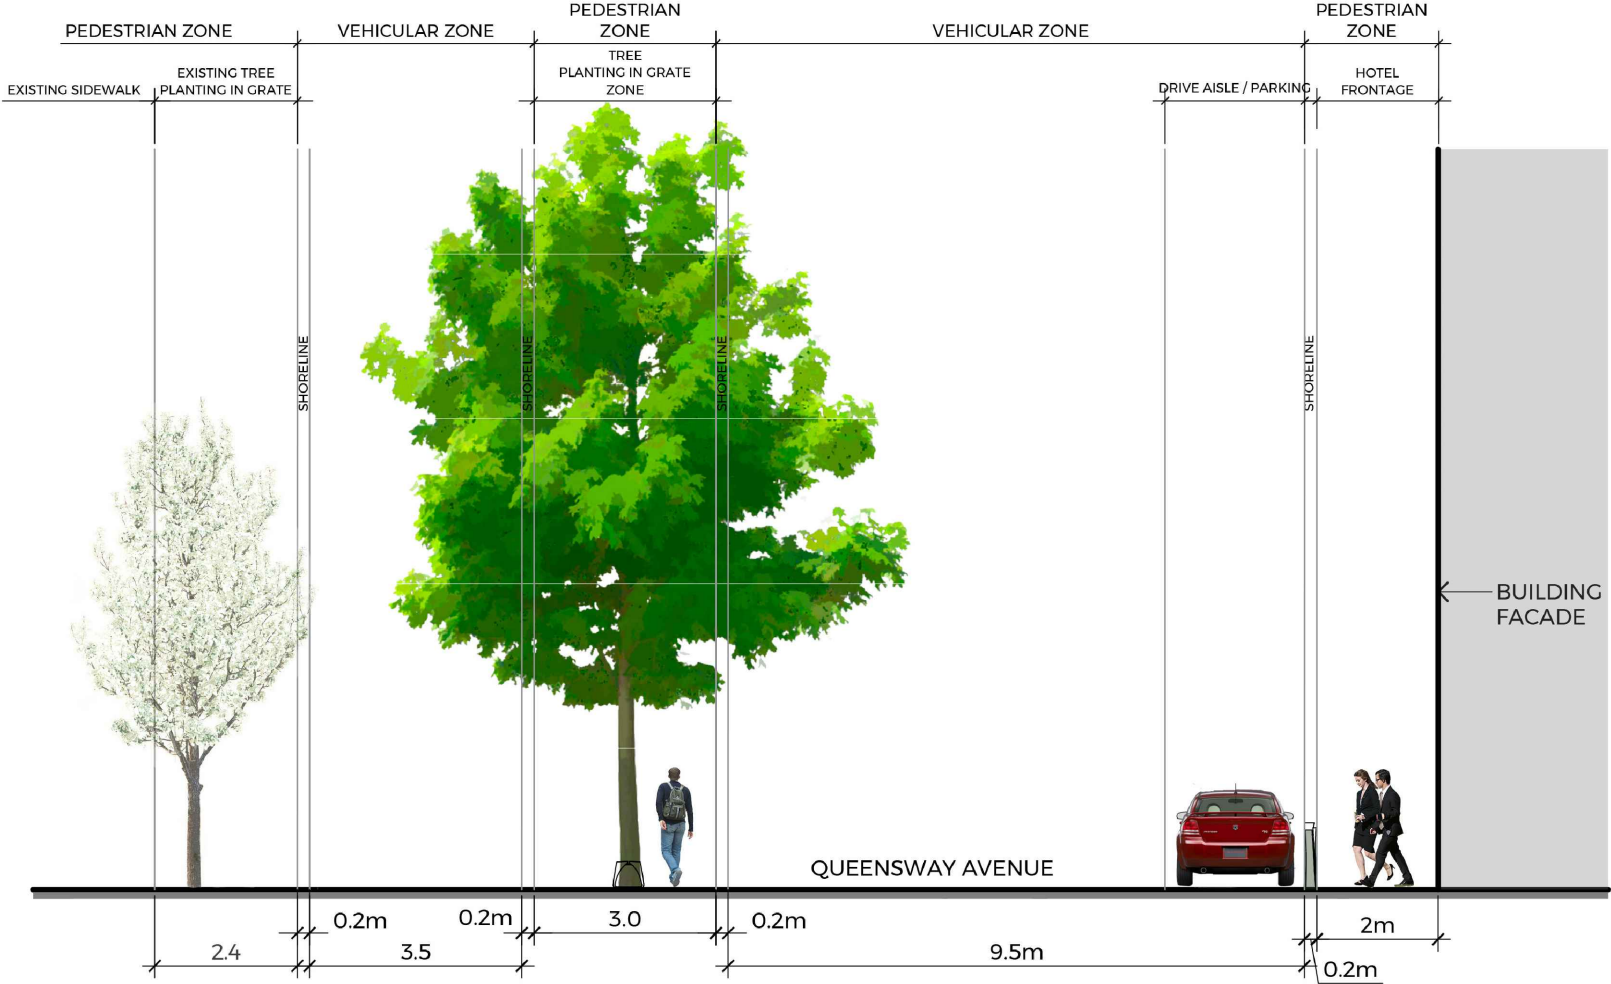 PEDESTRIAN ZONE
VEHICULAR ZONE
PEDESTRIAN
ZONE
VEHICULAR ZONE
PEDESTRIAN
ZONE
EXISTING SIDEWALK
EXISTING TREE
PLANTING IN GRATE
TREE
PLANTING IN GRATE
ZONE
DRIVE AISLE / PARKING
HOTEL
FRONTAGE
SHORELINE
SHORELINE
SHORELINE
SHORELINE
BUILDING
FACADE
QUEENSWAY AVENUE
0.2m
0.2m
3.0
0.2m
2m
2.4
3.5
9.5m
0.2m